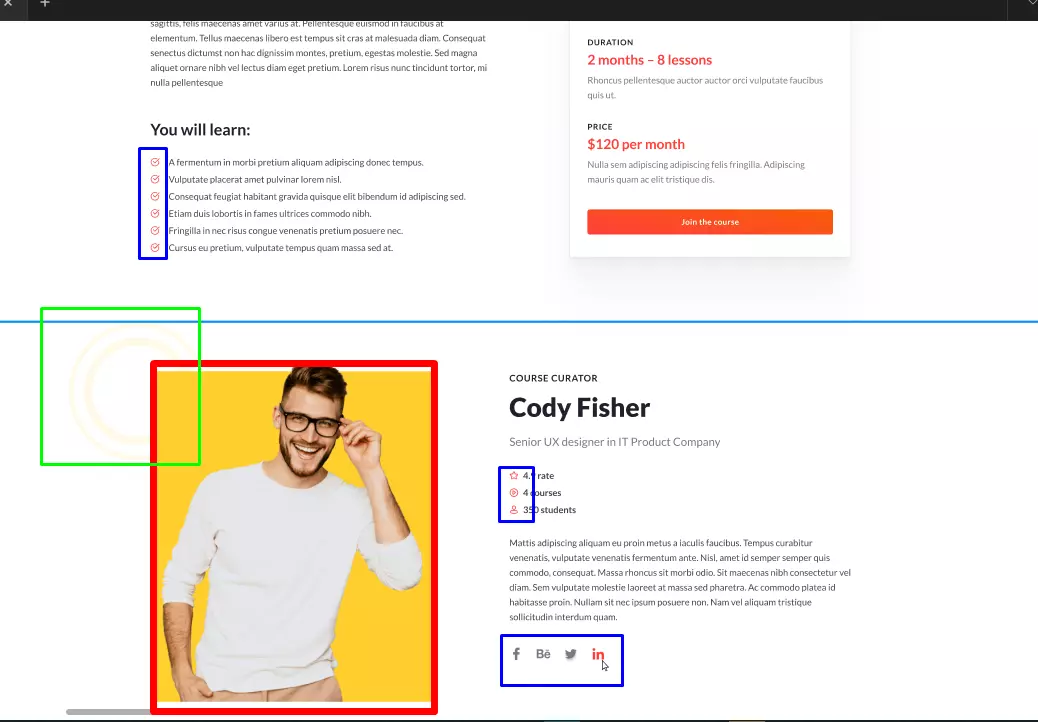 sagittis, felis maecenas amet varius at. Pellentesque euismod in faucibus at
elementum. Tellus maecenas libero est tempus sit cras at malesuada diam. Consequat
senectus dictumst non hac dignissim montes, pretium, egestas molestie. Sed magna
aliquet ornare nibh vel lectus diam eget pretium. Lorem risus nunc tincidunt tortor, mi
nulla pellentesque
You will learn:
A fermentum in morbi pretium aliquam adipiscing donec tempus.
Vulputate placerat amet pulvinar lorem nisl.
Consequat feugiat habitant gravida quisque elit bibendum id adipiscing sed.
Etiam duis lobortis in fames ultrices commodo nibh.
Fringilla in nec risus congue venenatis pretium posuere nec.
Cursus eu pretium, vulputate tempus quam massa sed at.
DURATION
2 months – 8 lessons
Rhoncus pellentesque auctor auctor orci vulputate faucibus
quis ut.
PRICE
$120 per month
Nulla sem adipiscing adipiscing felis fringilla. Adipiscing
mauris quam ac elit tristique dis.
Join the course
COURSE CURATOR
Cody Fisher
Senior UX designer in IT Product Company
4.9 rate
4 courses
350 students
Mattis adipiscing aliquam eu proin metus a iaculis faucibus. Tempus curabitur
venenatis, vulputate venenatis fermentum ante. Nisl, amet id semper semper quis
commodo, consequat. Massa rhoncus sit morbi odio. Sit maecenas nibh consectetur vel
diam. Sem vulputate molestie laoreet at massa sed pharetra. Ac commodo platea id
habitasse proin. Nullam sit nec ipsum posuere non. Nam vel aliquam tristique
sollicitudin interdum quam.
f Bē in